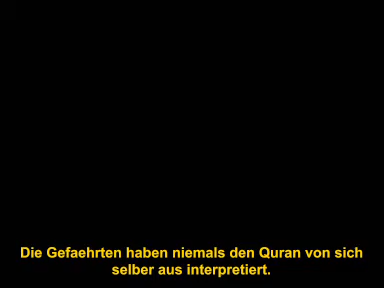 Die Gefaehrten haben niemals den Quran von sich
selber aus interpretiert.